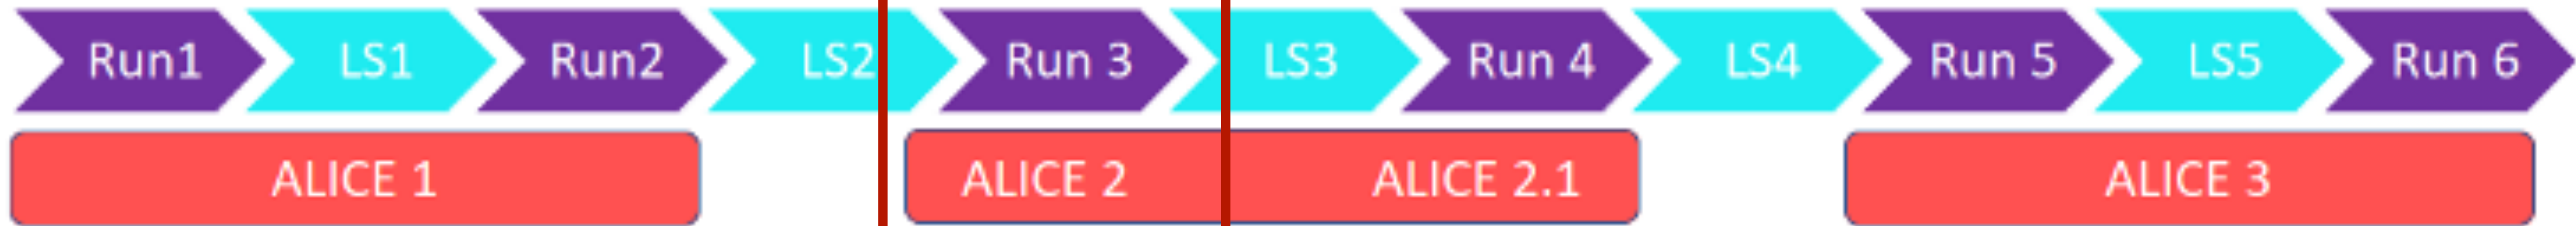 Run1 LS1 Run2 LS2 Run 3 LS3 Run 4 LS4 Run 5 LS5 Run 6
ALICE 1 ALICE 2 ALICE 2.1 ALICE 3